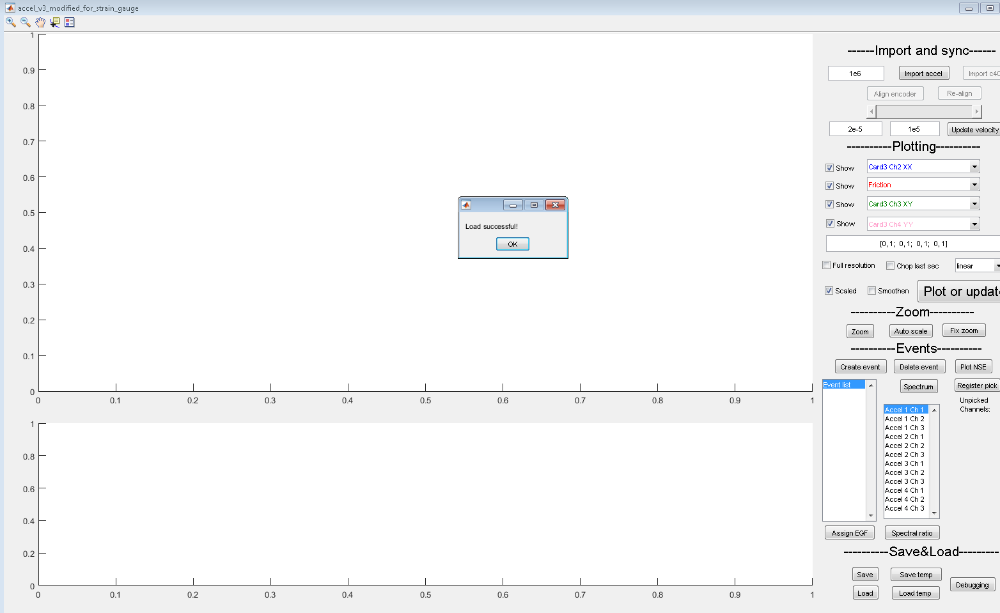 accel_v3_modified_for_strain_gauge
1
0.9
0.8
0.7
0.6
0.5
0.4
0.3
0.2
0.1
0
0 0.1 0.2 0.3 0.4 0.5 0.6 0.7 0.8 0.9 1
1
0.8
0.6
0.4
0.2
0
0 0.1 0.2 0.3 0.4 0.5 0.6 0.7 0.8 0.9 1
Load successful!
OK
------Import and sync------
1e6 Import accel Import c40
Align encoder Re-align
2e-5 1e5 Update velocity
----------Plotting----------
Show Card3 Ch2 XX
Show Friction
Show Card3 Ch3 XY
Show Card3 Ch4 YY
[0, 1; 0, 1; 0, 1; 0, 1]
Full resolution Chop last sec linear
Scaled Smoothen Plot or updat
----------Zoom----------
Zoom Auto scale Fix zoom
----------Events----------
Create event Delete event Plot NSE
Event list Spectrum Register pick
Unpicked
Channels:
Accel 1 Ch 1
Accel 1 Ch 2
Accel 1 Ch 3
Accel 2 Ch 1
Accel 2 Ch 2
Accel 2 Ch 3
Accel 3 Ch 1
Accel 3 Ch 2
Accel 3 Ch 3
Accel 4 Ch 1
Accel 4 Ch 2
Accel 4 Ch 3
Assign EGF Spectral ratio
----------Save&Load---------
Save Save temp
Debugging
Load Load temp